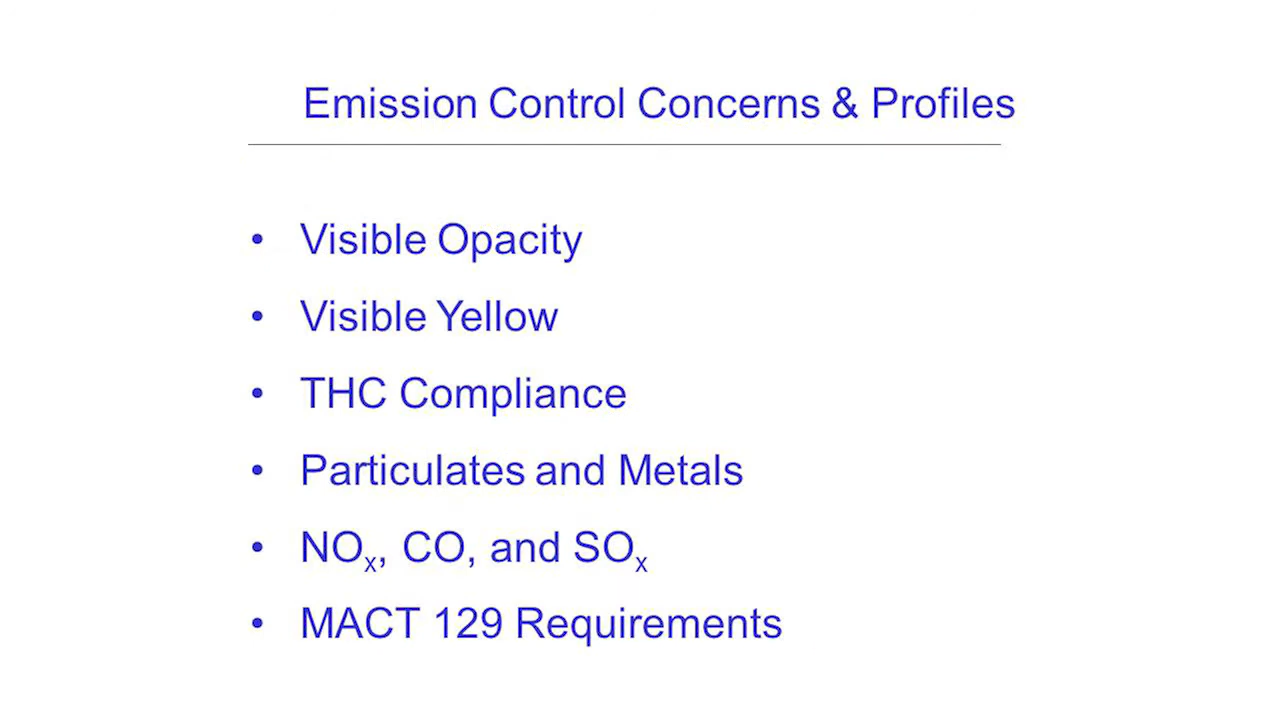 Emission Control Concerns & Profiles
• Visible Opacity
• Visible Yellow
• THC Compliance
• Particulates and Metals
• NOx, CO, and SOx
• MACT 129 Requirements